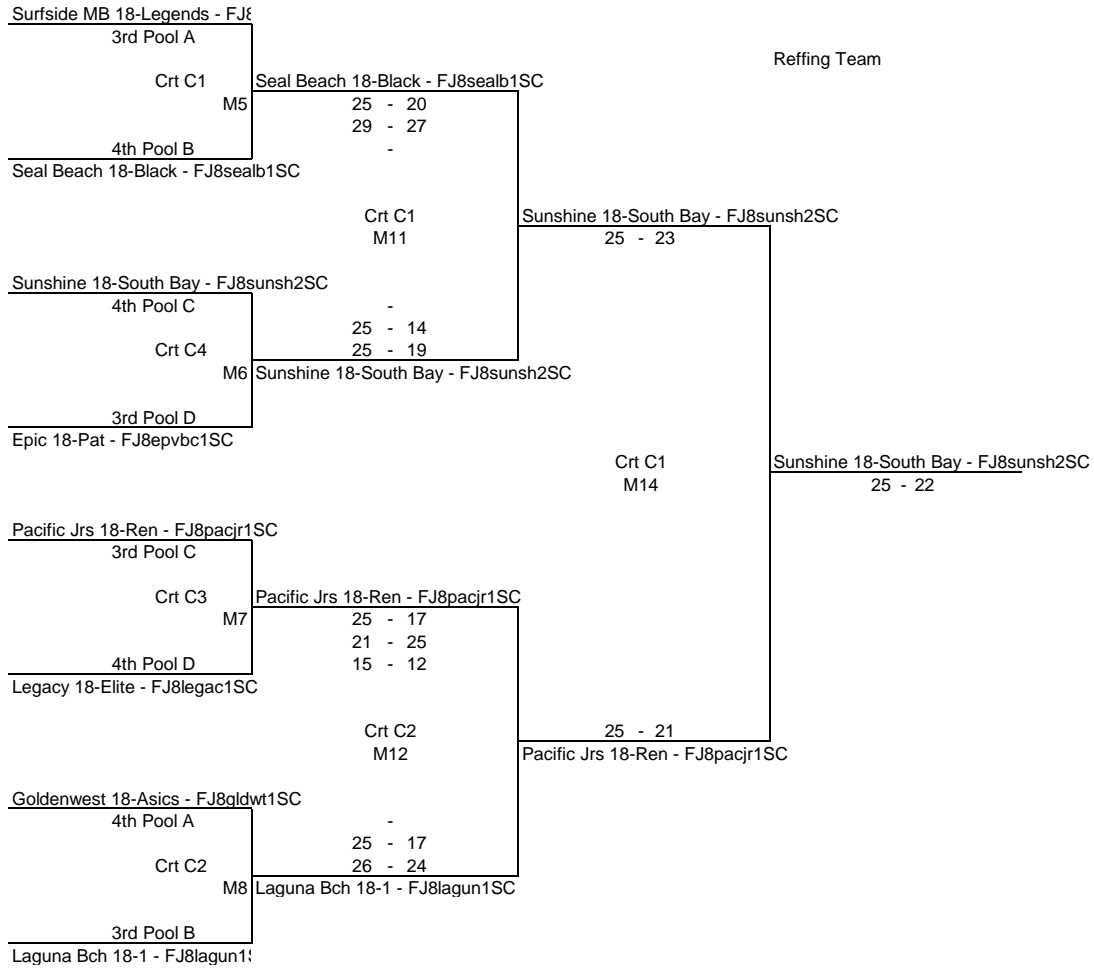 Surfside MB 18-Legends - FJ8
3rd Pool A
Reffing Team
Crt C1
Seal Beach 18-Black - FJ8sealb1SC
M5
25 - 20
29 - 27
4th Pool B
-
Seal Beach 18-Black - FJ8sealb1SC
Crt C1
Sunshine 18-South Bay - FJ8sunsh2SC
M11
25 - 23
Sunshine 18-South Bay - FJ8sunsh2SC
4th Pool C
-
25 - 14
Crt C4
25 - 19
M6
Sunshine 18-South Bay - FJ8sunsh2SC
3rd Pool D
Epic 18-Pat - FJ8epvbc1SC
Crt C1
Sunshine 18-South Bay - FJ8sunsh2SC
M14
25 - 22
Pacific Jrs 18-Ren - FJ8pacjr1SC
3rd Pool C
Crt C3
Pacific Jrs 18-Ren - FJ8pacjr1SC
M7
25 - 17
21 - 25
4th Pool D
15 - 12
Legacy 18-Elite - FJ8legac1SC
Crt C2
25 - 21
M12
Pacific Jrs 18-Ren - FJ8pacjr1SC
Goldenwest 18-Asics - FJ8gldwt1SC
4th Pool A
-
25 - 17
Crt C2
26 - 24
M8
Laguna Bch 18-1 - FJ8lagun1SC
3rd Pool B
Laguna Bch 18-1 - FJ8lagun1